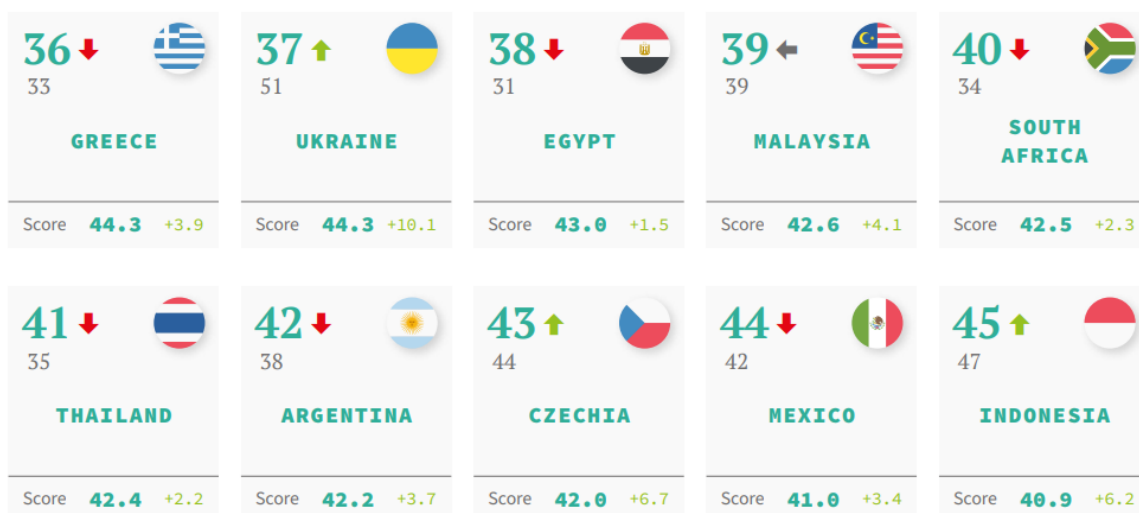 36
33
GREECE
Score 44.3 +3.9
37
51
UKRAINE
Score 44.3 +10.1
38
31
EGYPT
Score 43.0 +1.5
39
39
MALAYSIA
Score 42.6 +4.1
40
34
SOUTH
AFRICA
Score 42.5 +2.3
41
35
THAILAND
Score 42.4 +2.2
42
38
ARGENTINA
Score 42.2 +3.7
43
44
CZECHIA
Score 42.0 +6.7
44
42
MEXICO
Score 41.0 +3.4
45
47
INDONESIA
Score 40.9 +6.2